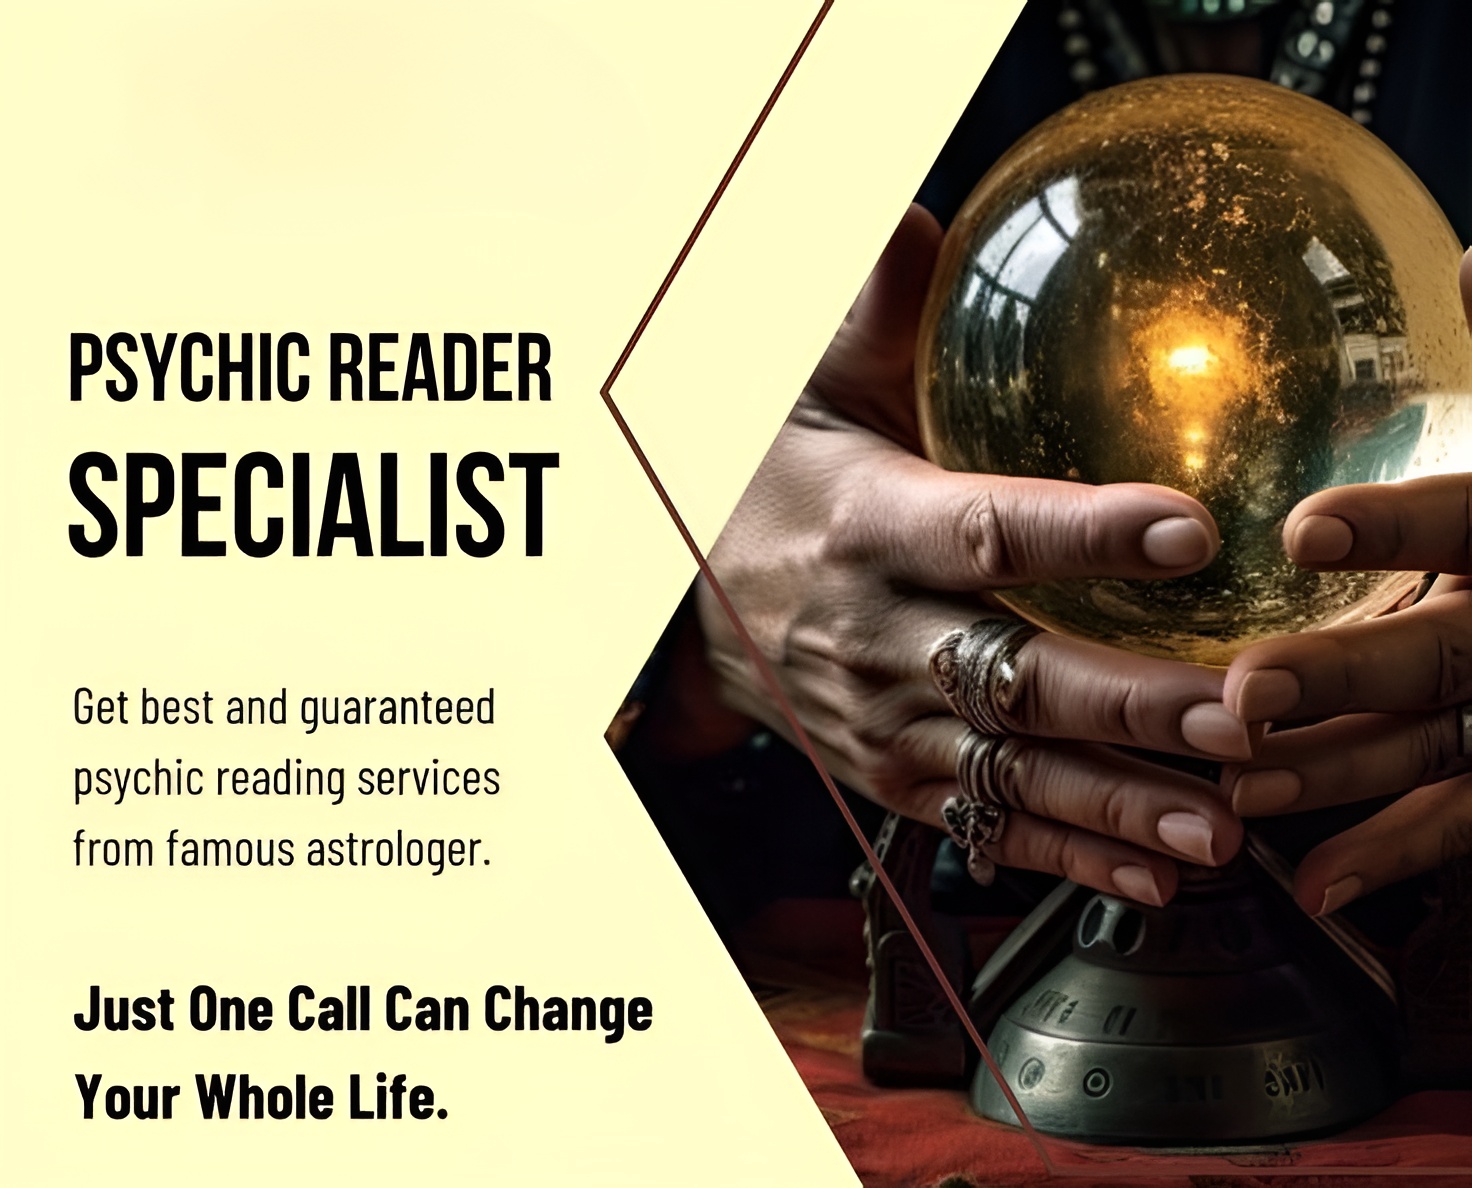 PSYCHIC READER
SPECIALIST
Get best and guaranteed
psychic reading services
from famous astrologer.
Just One Call Can Change
Your Whole Life.